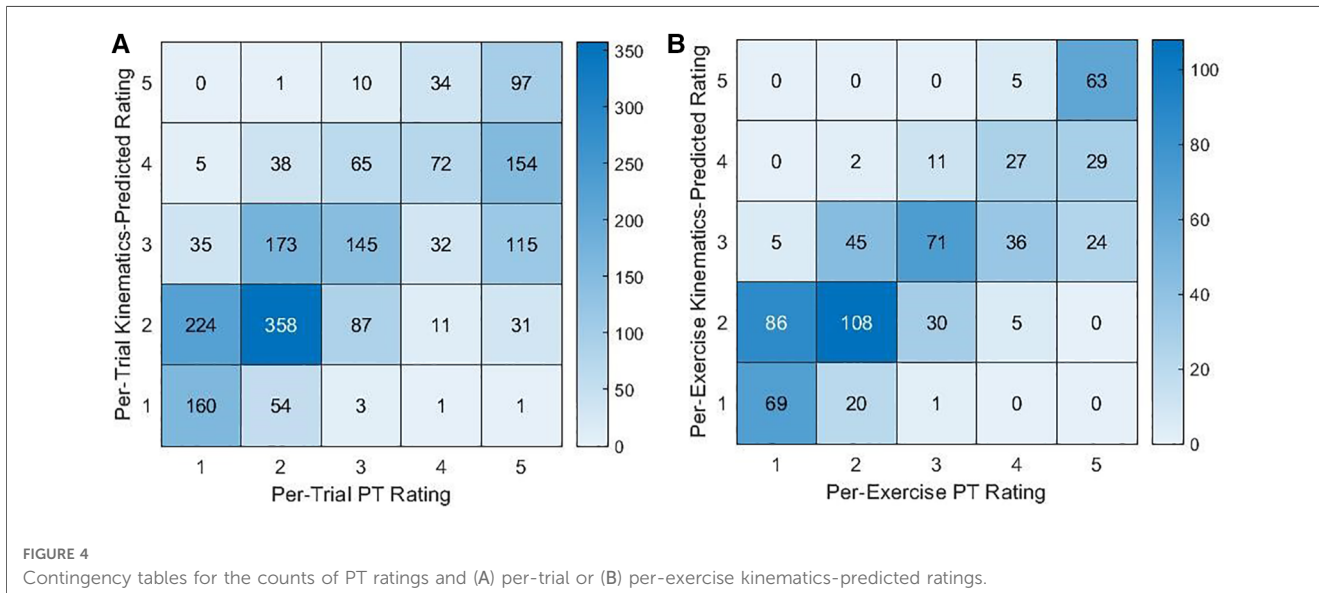 A
Per-Trial Kinematics-Predicted Rating
5 0 1 10 34 97
4 5 38 65 72 154
3 35 173 145 32 115
2 224 358 87 11 31
1 160 54 3 1 1
1 2 3 4 5
Per-Trial PT Rating
350
300
250
200
150
100
50
0
B
Per-Exercise Kinematics-Predicted Rating
5 0 0 0 5 63
4 0 2 11 27 29
3 5 45 71 36 24
2 86 108 30 5 0
1 69 20 1 0 0
1 2 3 4 5
Per-Exercise PT Rating
100
80
60
40
20
0
FIGURE 4
Contingency tables for the counts of PT ratings and (A) per-trial or (B) per-exercise kinematics-predicted ratings.